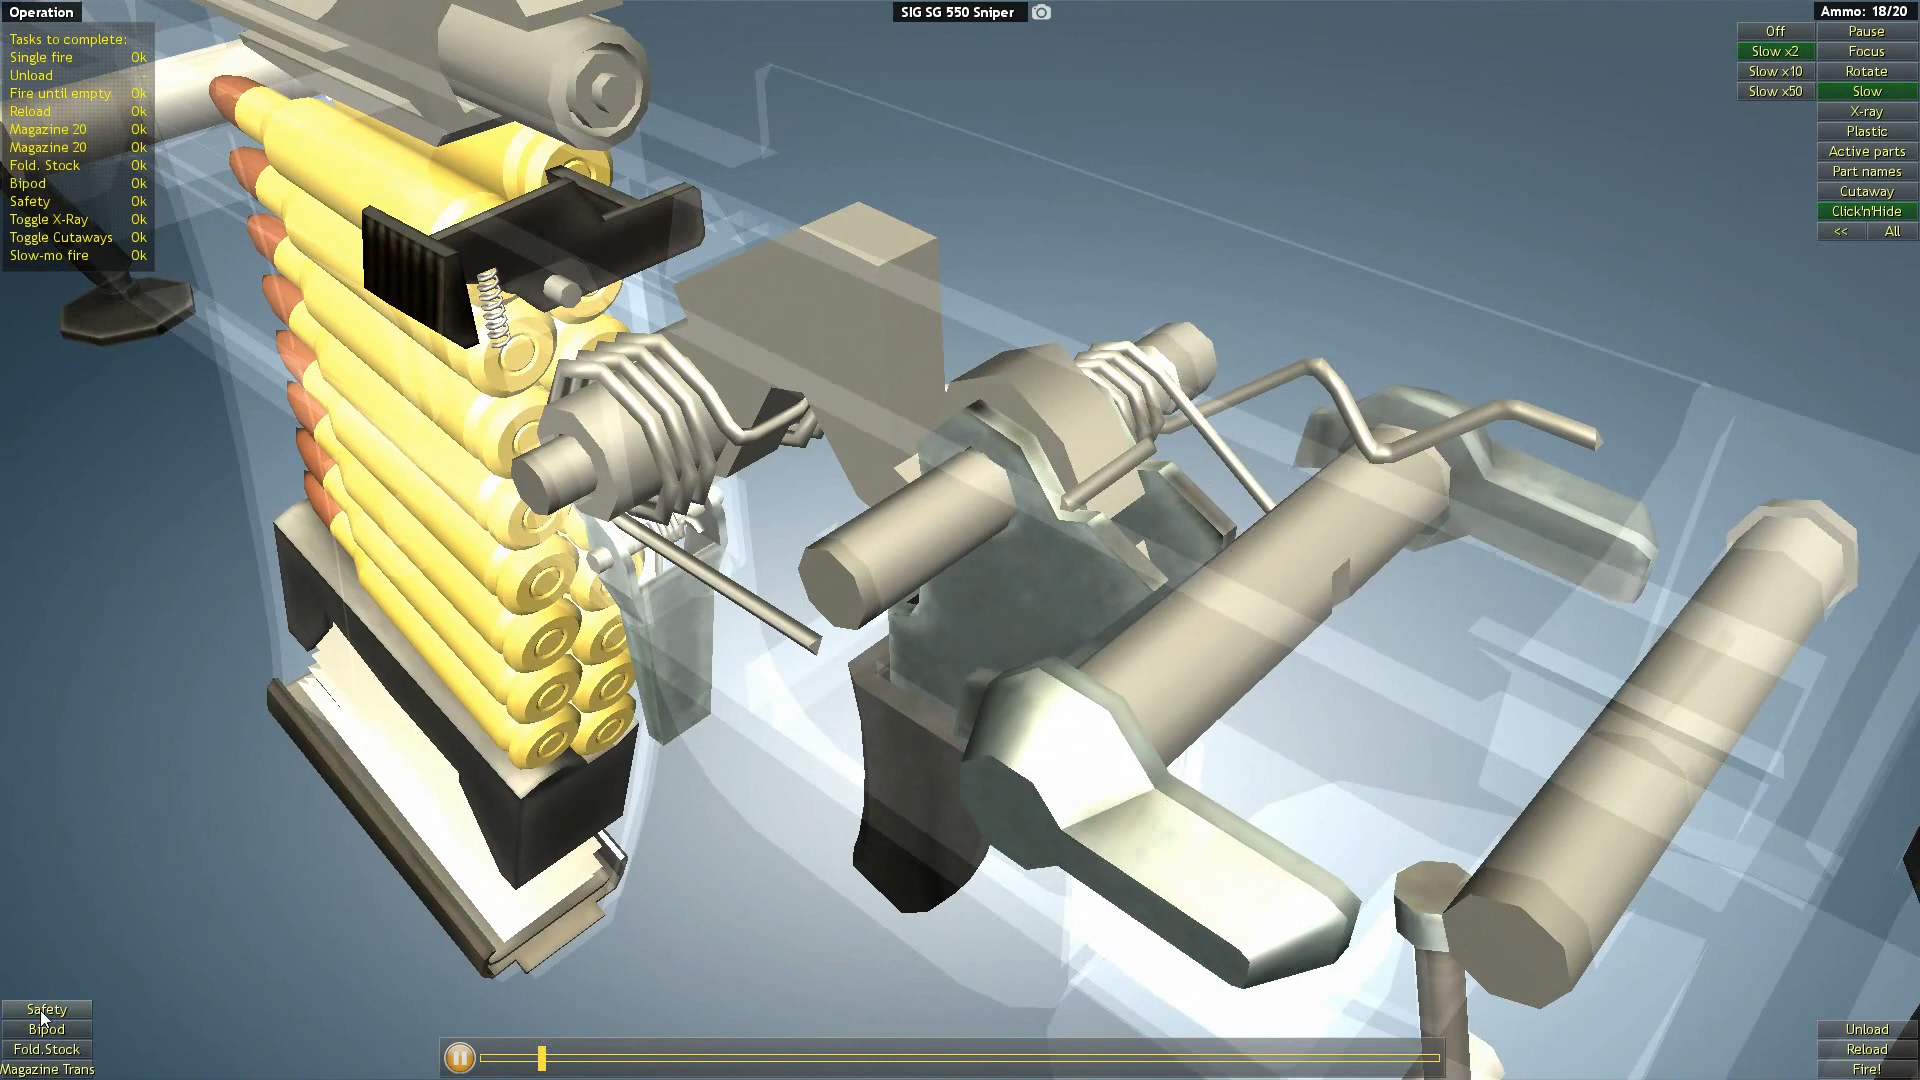 Operation
SIG SG 550 Sniper
Ammo: 18/20
Tasks to complete:
Single fire Ok
Unload -
Fire until empty Ok
Reload Ok
Magazine 20 Ok
Magazine 20 Ok
Fold. Stock Ok
Bipod Ok
Safety Ok
Toggle X-Ray Ok
Toggle Cutaways Ok
Slow-mo fire Ok
Off Pause
Slow x2 Focus
Slow x10 Rotate
Slow x50 Slow
X-ray
Plastic
Active parts
Part names
Cutaway
Click'n'Hide
<< All
Safety
Bipod
Fold.Stock
Magazine Trans
Unload
Reload
Fire!